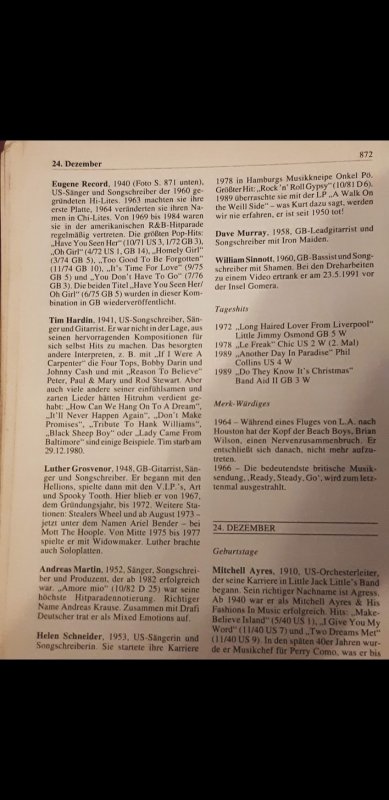 24. Dezember
872
Eugene Record, 1940 (Foto S. 871 unten),
US-Sänger und Songschreiber der 1960 ge-
gründeten Hi-Lites. 1963 machten sie ihre
erste Platte, 1964 veränderten sie ihren Na-
men in Chi-Lites. Von 1969 bis 1984 waren
sie in der amerikanischen R&B-Hitparade
regelmäßig vertreten. Die größten Pop-Hits:
„Have You Seen Her" (10/71 US 3, 1/72 GB 3),
„Oh Girl" (4/72 US 1, GB 14), „Homely Girl"
(3/74 GB 5), „Too Good To Be Forgotten"
(11/74 GB 10), „It's Time For Love" (9/75
GB 5) und „You Don't Have To Go" (7/76
GB 3). Die beiden Titel „Have You Seen Her/
Oh Girl" (6/75 GB 5) wurden in dieser Kom-
bination in GB wiederveröffentlicht.
Tim Hardin, 1941, US-Songschreiber, Sän-
ger und Gitarrist. Er war nicht in der Lage, aus
seinen hervorragenden Kompositionen für
sich selbst Hits zu machen. Das besorgten
andere Interpreten, z. B. mit „If I Were A
Carpenter" die Four Tops, Bobby Darin und
Johnny Cash und mit „Reason To Believe"
Peter, Paul & Mary und Rod Stewart. Aber
auch viele andere seiner einfühlsamen und
zarten Lieder hätten Hitruhm verdient ge-
habt: „How Can We Hang On To A Dream",
„It'll Never Happen Again", „Don't Make
Promises", „Tribute To Hank Williams",
„Black Sheep Boy" oder „Lady Came From
Baltimore" sind einige Beispiele. Tim starb am
29.12.1980.
Luther Grosvenor, 1948, GB-Gitarrist, Sän-
ger und Songschreiber. Er begann mit den
Hellions, spielte dann mit den V.I.P.'s, Art
und Spooky Tooth. Hier blieb er von 1967,
dem Gründungsjahr, bis 1972. Weitere Sta-
tionen: Stealers Wheel und ab August 1973 –
jetzt unter dem Namen Ariel Bender – bei
Mott The Hoople. Von Mitte 1975 bis 1977
spielte er mit Widowmaker. Luther brachte
auch Soloplatten.
Andreas Martin, 1952, Sänger, Songschrei-
ber und Produzent, der ab 1982 erfolgreich
war. „Amore mio" (10/82 D 25) war seine
höchste Hitparadennotierung. Richtiger
Name Andreas Krause. Zusammen mit Drafi
Deutscher trat er als Mixed Emotions auf.
Helen Schneider, 1953, US-Sängerin und
Songschreiberin. Sie startete ihre Karriere
1978 in Hamburgs Musikkneipe Onkel Pö.
Größter Hit: „Rock 'n' Roll Gypsy" (10/81 D 6).
1989 überraschte sie mit der LP „A Walk On
the Weill Side" – was Kurt dazu sagt, werden
wir nie erfahren, er ist seit 1950 tot!
Dave Murray, 1958, GB-Leadgitarrist und
Songschreiber mit Iron Maiden.
William Sinnott, 1960, GB-Bassist und Song-
schreiber mit Shamen. Bei den Dreharbeiten
zu einem Video ertrank er am 23.5.1991 vor
der Insel Gomera.
Tageshits
1972 „Long Haired Lover From Liverpool"
Little Jimmy Osmond GB 5 W
1978 „Le Freak" Chic US 2 W (2. Mal)
1989 „Another Day In Paradise" Phil
Collins US 4 W
1989 „Do They Know It's Christmas"
Band Aid II GB 3 W
Merk-Würdiges
1964 – Während eines Fluges von L.A. nach
Houston hat der Kopf der Beach Boys, Brian
Wilson, einen Nervenzusammenbruch. Er
entschließt sich danach, nicht mehr aufzu-
treten.
1966 – Die bedeutendste britische Musik-
sendung, „Ready, Steady, Go", wird zum letz-
tenmal ausgestrahlt.
24. DEZEMBER
Geburtstage
Mitchell Ayres, 1910, US-Orchesterleiter,
der seine Karriere in Little Jack Little's Band
begann. Sein richtiger Nachname ist Agress.
Ab 1940 war er als Mitchell Ayres & His
Fashions In Music erfolgreich. Hits: „Make-
Believe Island" (5/40 US 1), „I Give You My
Word" (11/40 US 7) und „Two Dreams Met"
(11/40 US 9). In den späten 40er Jahren wur-
de er Musikchef für Perry Como, was er bis